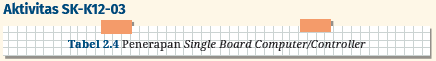 Aktivitas SK-K12-03
Tabel 2.4 Penerapan Single Board Computer/Controller